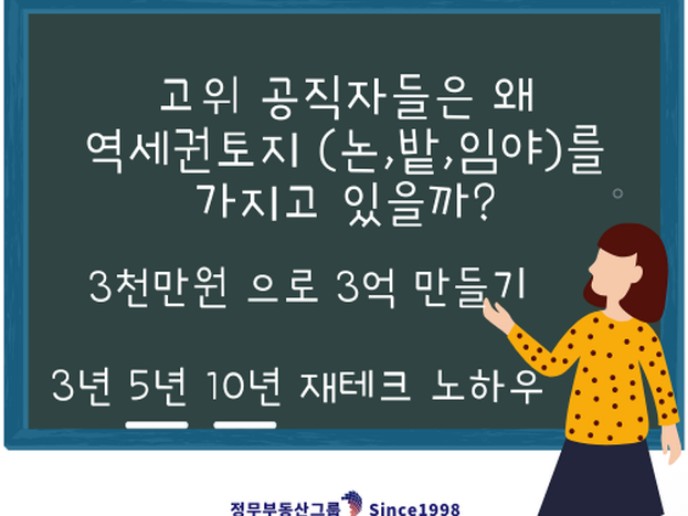 고위 공직자들은 왜
역세권토지 (논,밭,임야)를
가지고 있을까?
3천만원 으로 3억 만들기
3년 5년 10년 재테크 노하우
정무부동산그룹 Since1998